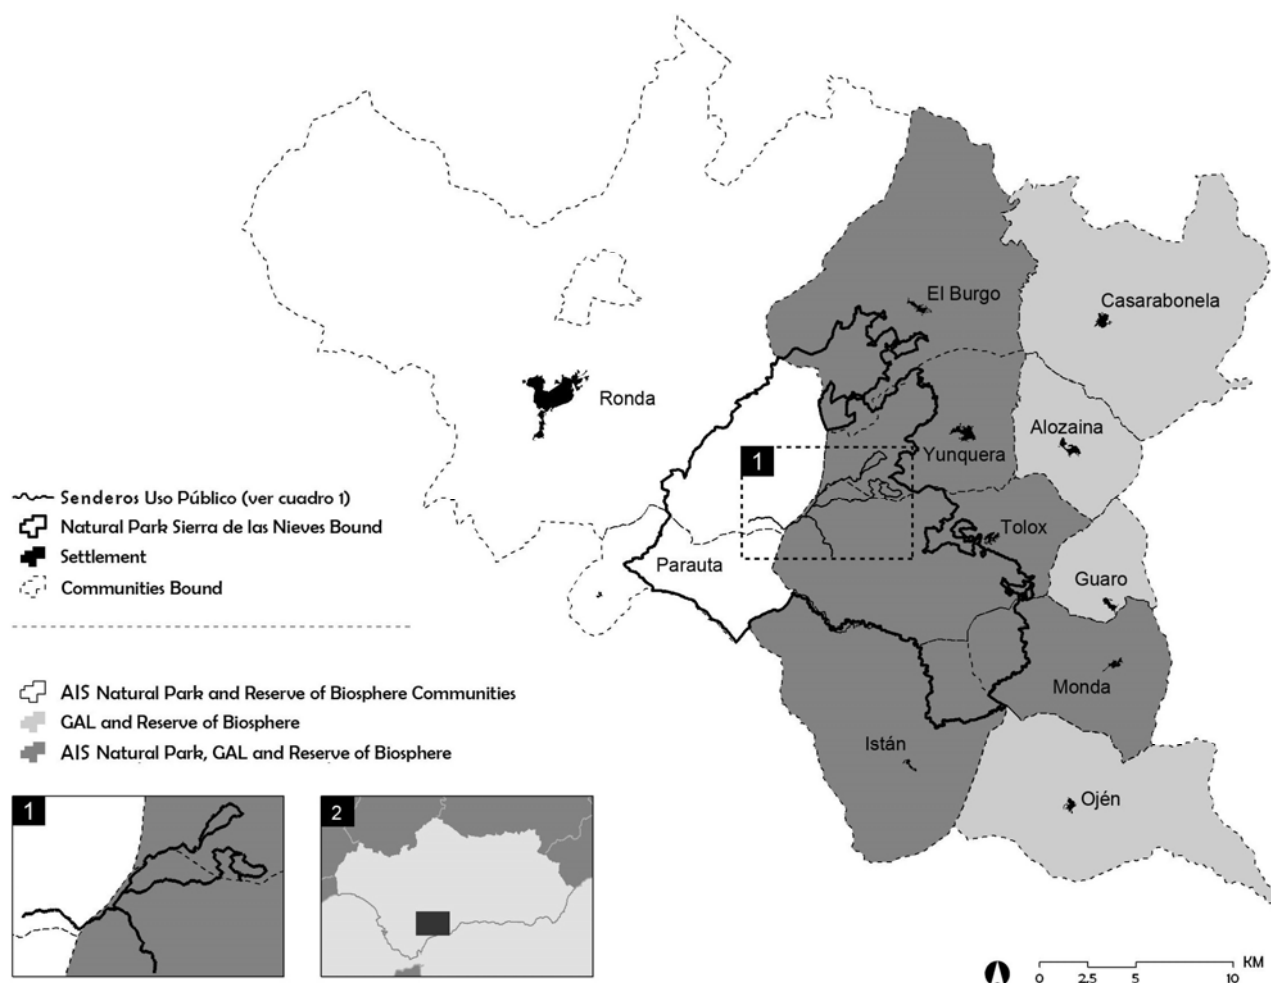 El Burgo
Casarabonela
Ronda
Alozaina
Yunquera
1
Tolox
Parauta
Guaro
Monda
Istán
Ojén
Senderos Uso Público (ver cuadro 1)
Natural Park Sierra de las Nieves Bound
Settlement
Communities Bound
AIS Natural Park and Reserve of Biosphere Communities
GAL and Reserve of Biosphere
AIS Natural Park, GAL and Reserve of Biosphere
1
2
KM
0 2.5 5 10